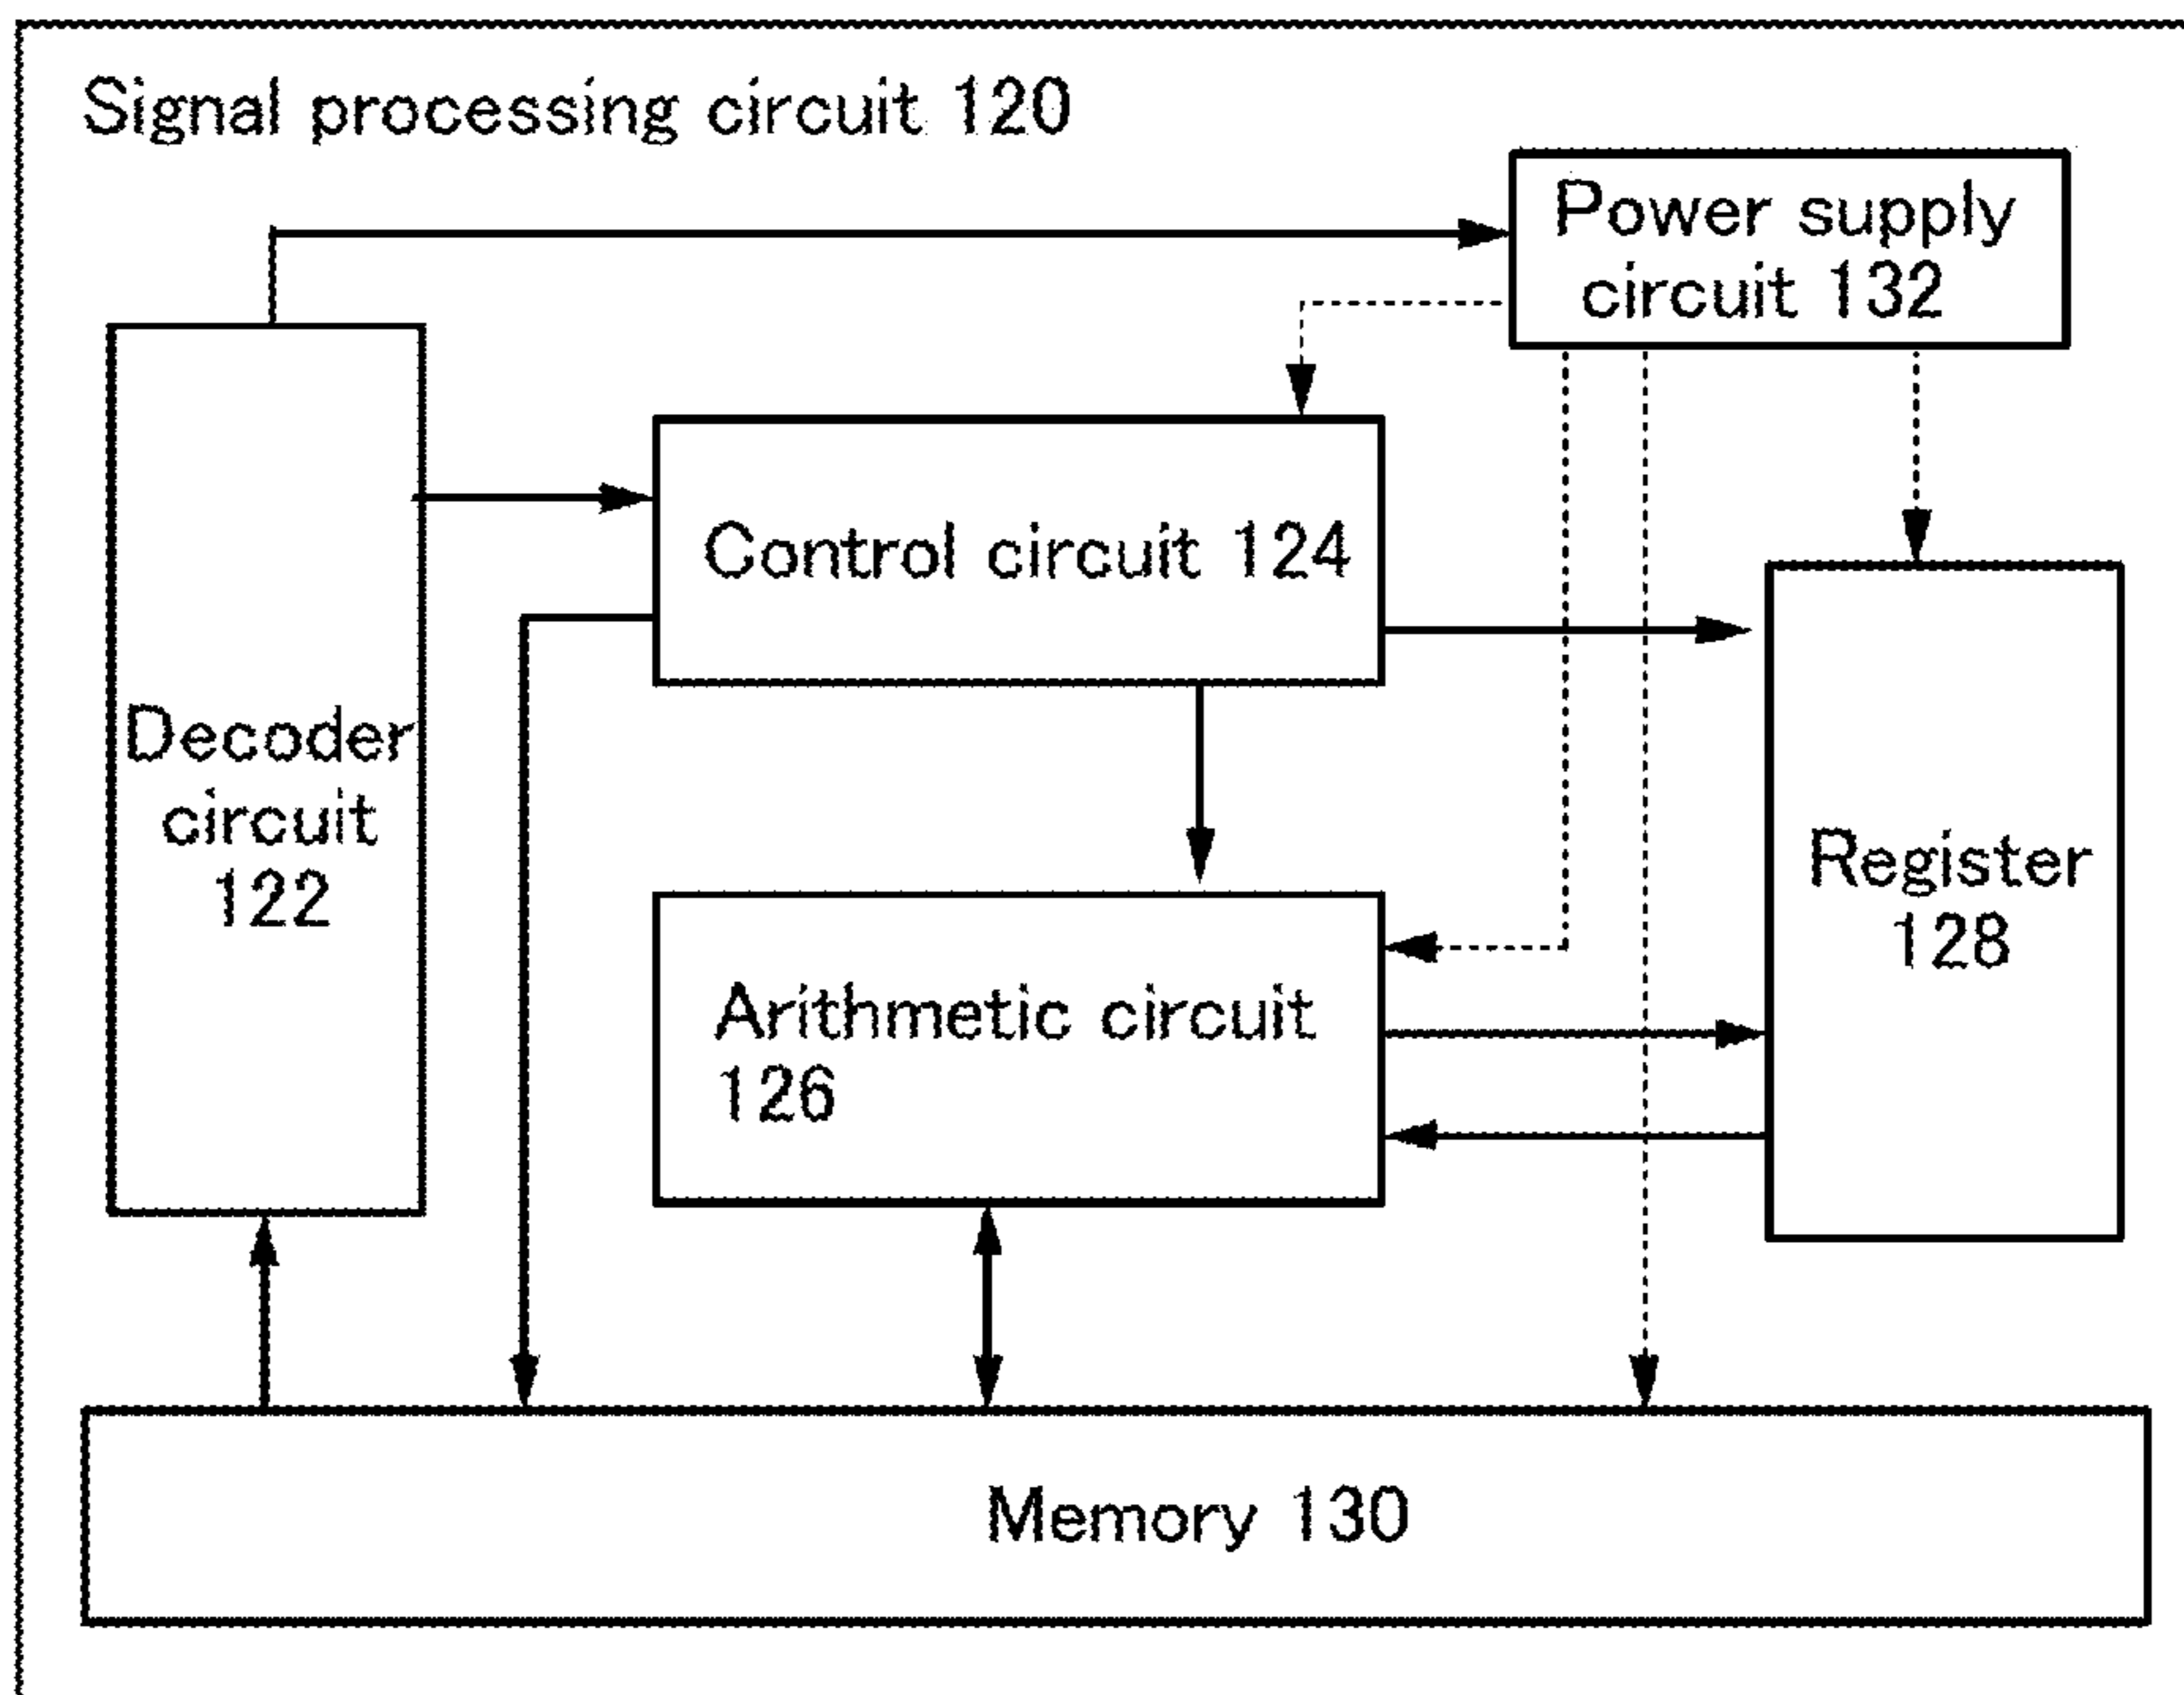 Signal processing circuit 120
Power supply
circuit 132
Control circuit 124
Decoder
circuit
122
Register
128
Arithmetic circuit
126
Memory 130